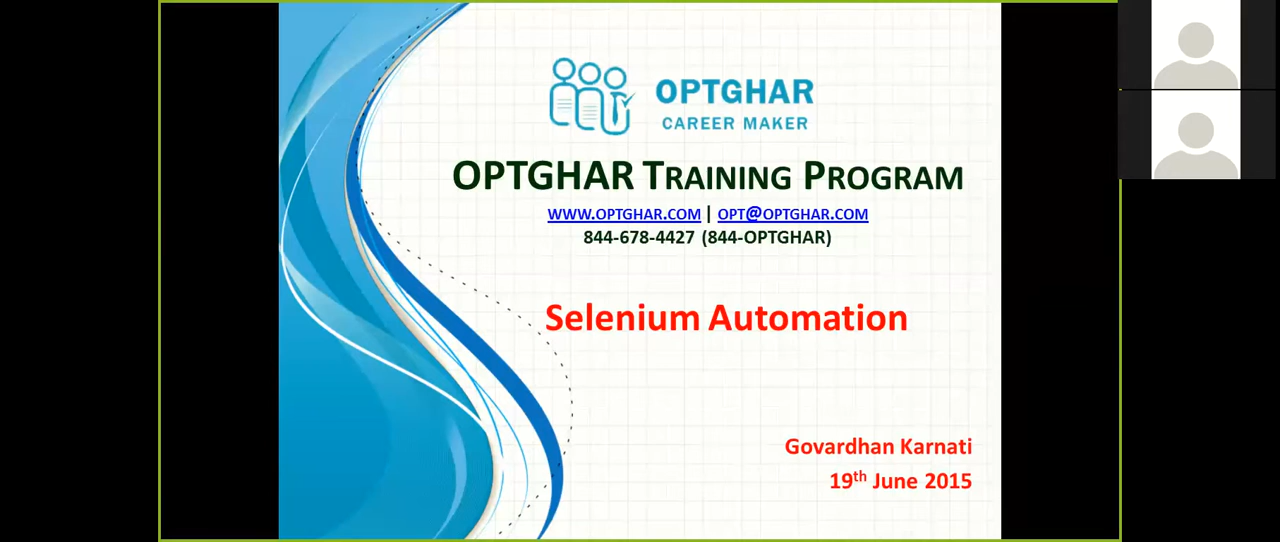 OPTGHAR
CAREER MAKER
OPTGHAR TRAINING PROGRAM
WWW.OPTGHAR.COM | OPT@OPTGHAR.COM
844-678-4427 (844-OPTGHAR)
Selenium Automation
Govardhan Karnati
19th June 2015